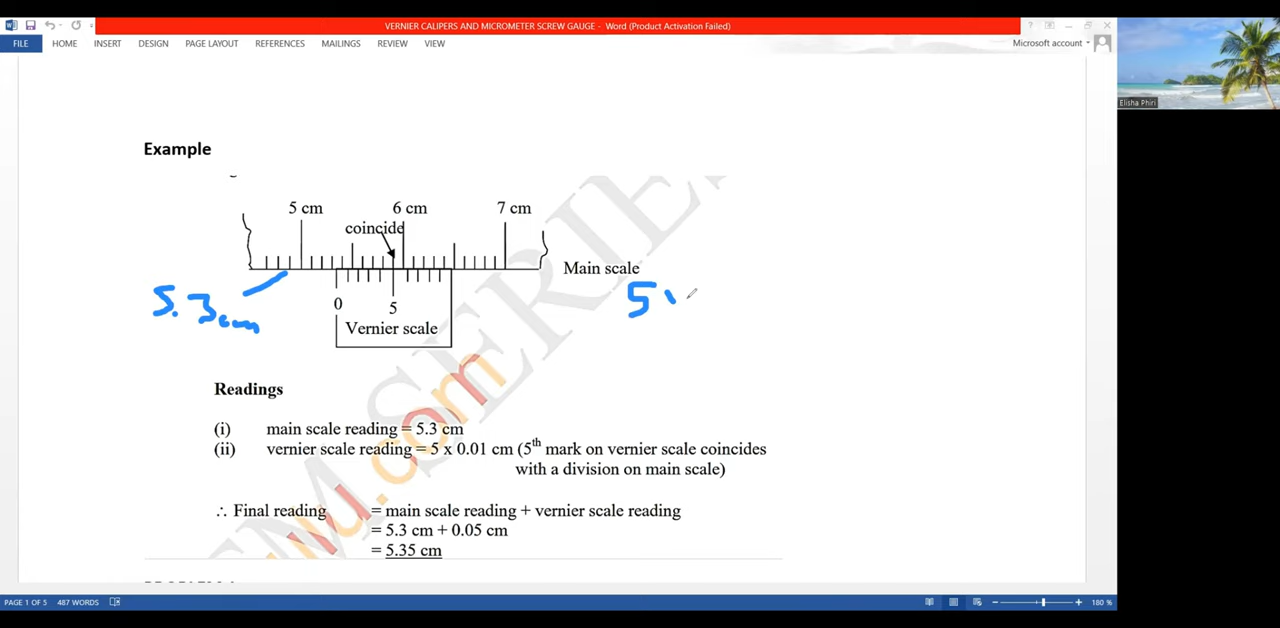 VERNIER CALIPERS AND MICROMETER SCREW GAUGE - Word (Product Activation Failed)
FILE HOME INSERT DESIGN PAGE LAYOUT REFERENCES MAILINGS REVIEW VIEW
Microsoft account
Elisha Phiri
Example
5 cm 6 cm 7 cm
coincide
Main scale
5.3cm
0 5
Vernier scale
5
Readings
(i) main scale reading = 5.3 cm
(ii) vernier scale reading = 5 x 0.01 cm (5th mark on vernier scale coincides
with a division on main scale)
∴ Final reading = main scale reading + vernier scale reading
= 5.3 cm + 0.05 cm
= 5.35 cm
PAGE 1 OF 5 487 WORDS
180 %